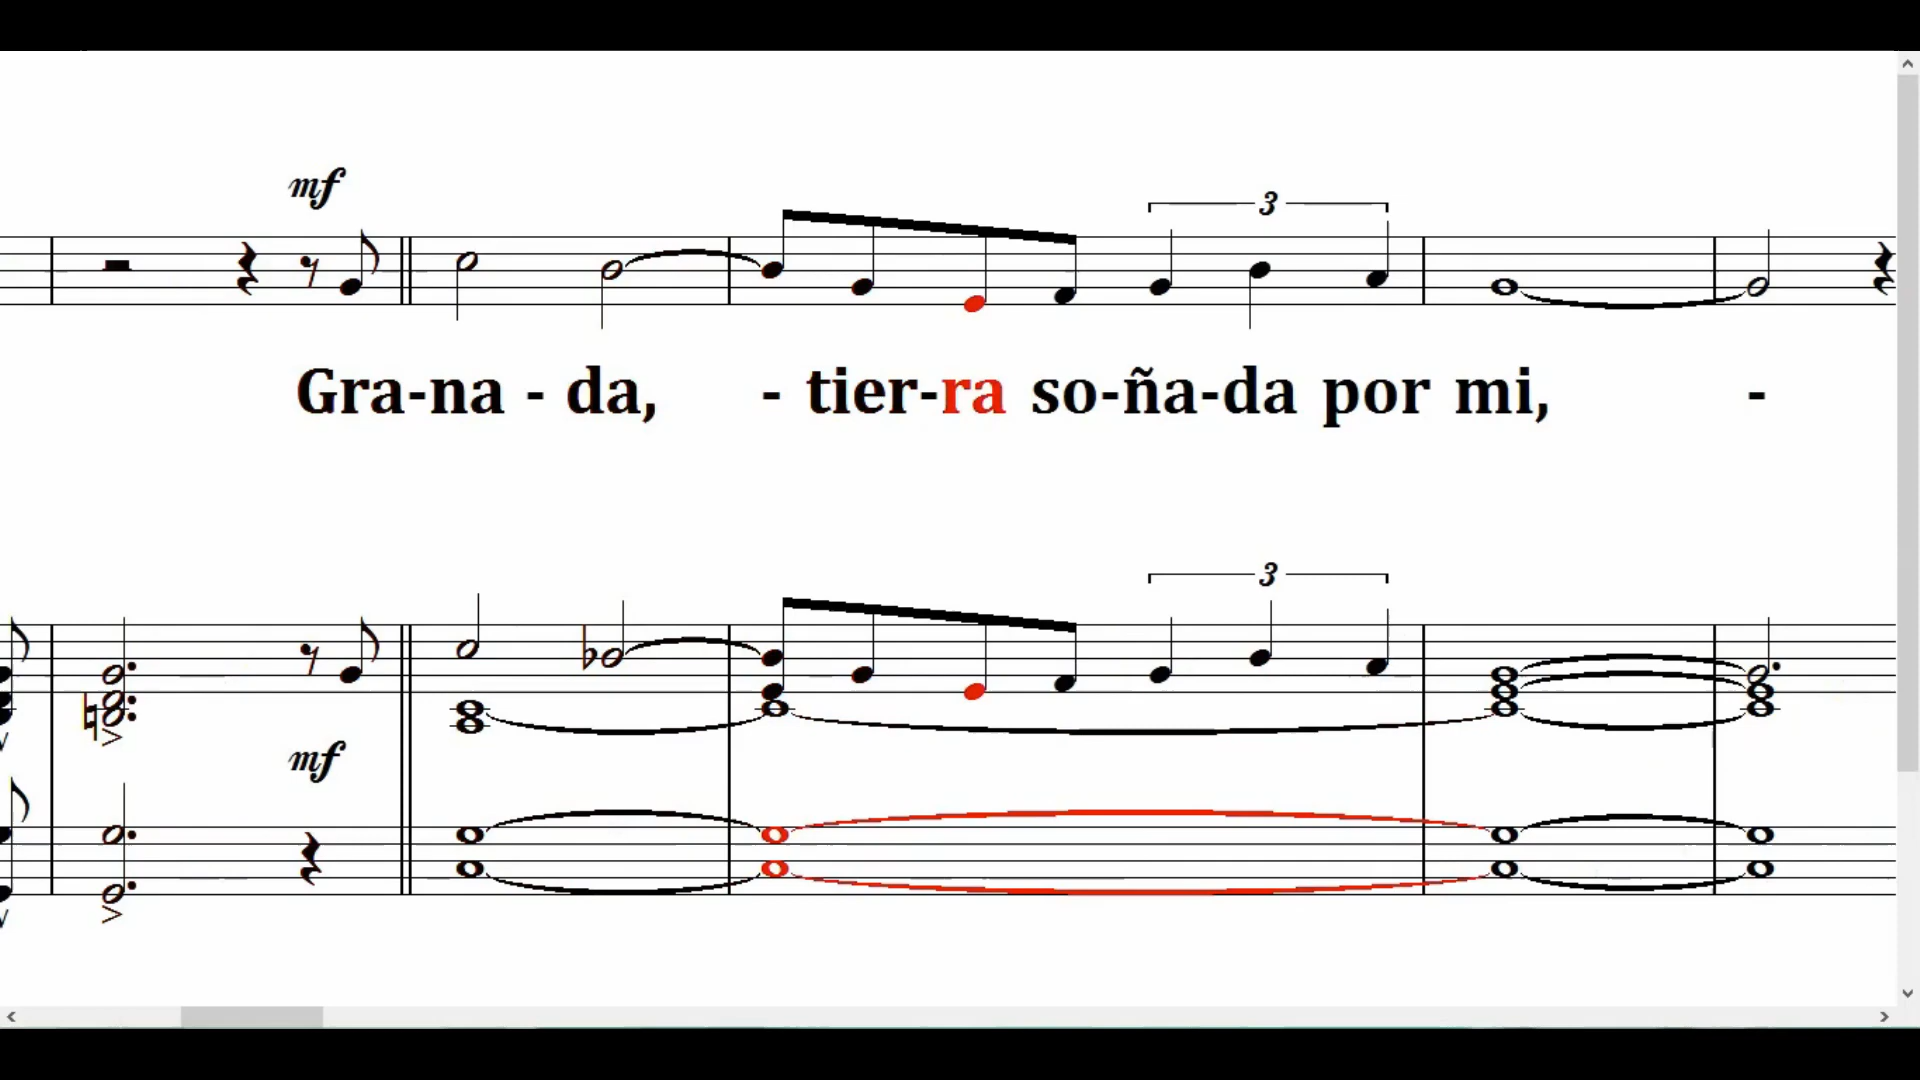 mf
3
Gra-na - da, - tier-ra so-ña-da por mi, -
3
mf